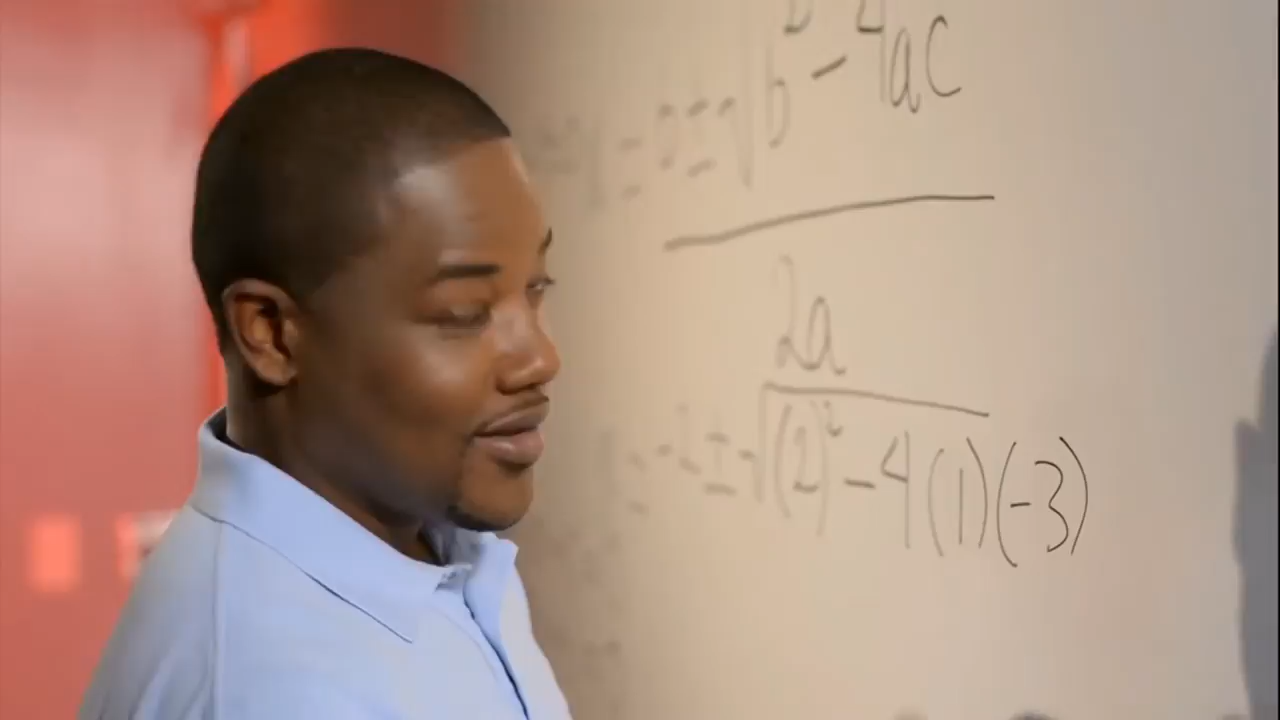 x = b ± √b² - 4ac
2a
= -2 ± √(2)² - 4(1)(-3)